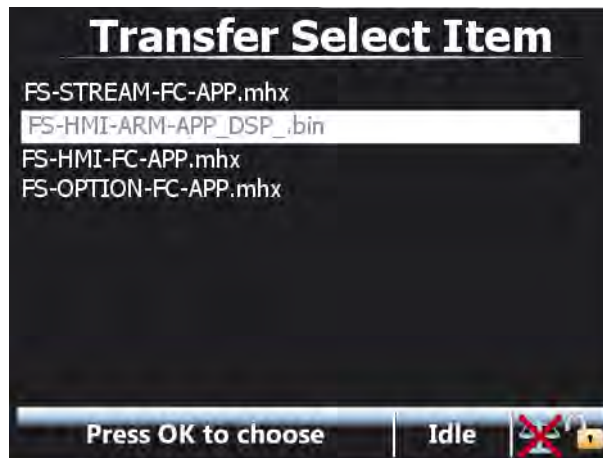 Transfer Select Item
FS-STREAM-FC-APP.mhx
FS-HMI-ARM-APP_DSP_.bin
FS-HMI-FC-APP.mhx
FS-OPTION-FC-APP.mhx
Press OK to choose
Idle